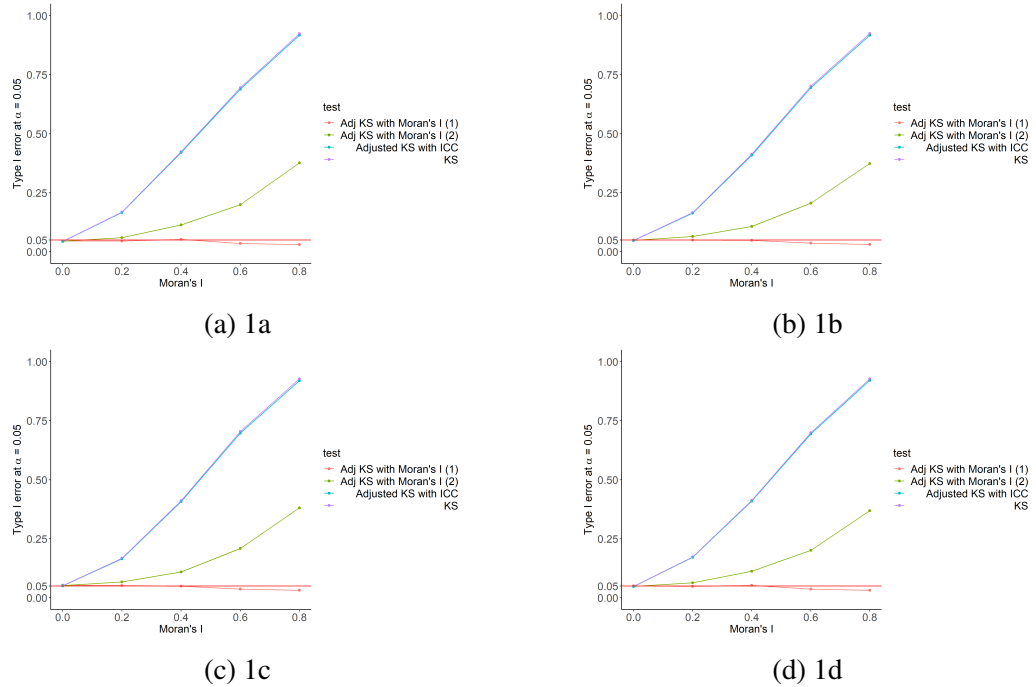 1.00
0.75
0.50
0.25
0.05
0.00
Type I error at α = 0.05
0.0 0.2 0.4 0.6 0.8
Moran's I
test
Adj KS with Moran's I (1)
Adj KS with Moran's I (2)
Adjusted KS with ICC
KS
(a) 1a
1.00
0.75
0.50
0.25
0.05
0.00
Type I error at α = 0.05
0.0 0.2 0.4 0.6 0.8
Moran's I
test
Adj KS with Moran's I (1)
Adj KS with Moran's I (2)
Adjusted KS with ICC
KS
(b) 1b
1.00
0.75
0.50
0.25
0.05
0.00
Type I error at α = 0.05
0.0 0.2 0.4 0.6 0.8
Moran's I
test
Adj KS with Moran's I (1)
Adj KS with Moran's I (2)
Adjusted KS with ICC
KS
(c) 1c
1.00
0.75
0.50
0.25
0.05
0.00
Type I error at α = 0.05
0.0 0.2 0.4 0.6 0.8
Moran's I
test
Adj KS with Moran's I (1)
Adj KS with Moran's I (2)
Adjusted KS with ICC
KS
(d) 1d